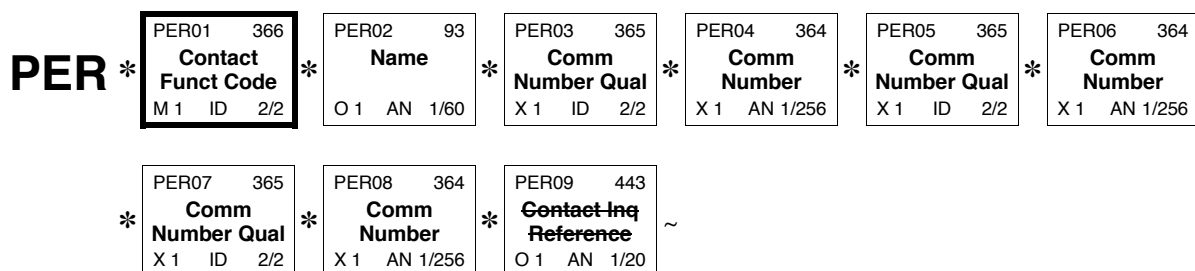 PER * PER01 366 * PER02 93 * PER03 365 * PER04 364 * PER05 365 * PER06 364
Contact Funct Code Name Comm Number Qual Comm Number Comm Number Qual Comm Number
M 1 ID 2/2 O 1 AN 1/60 X 1 ID 2/2 X 1 AN 1/256 X 1 ID 2/2 X 1 AN 1/256
* PER07 365 * PER08 364 * PER09 443 ~
Comm Number Qual Comm Number Contact Inq Reference
X 1 ID 2/2 X 1 AN 1/256 O 1 AN 1/20